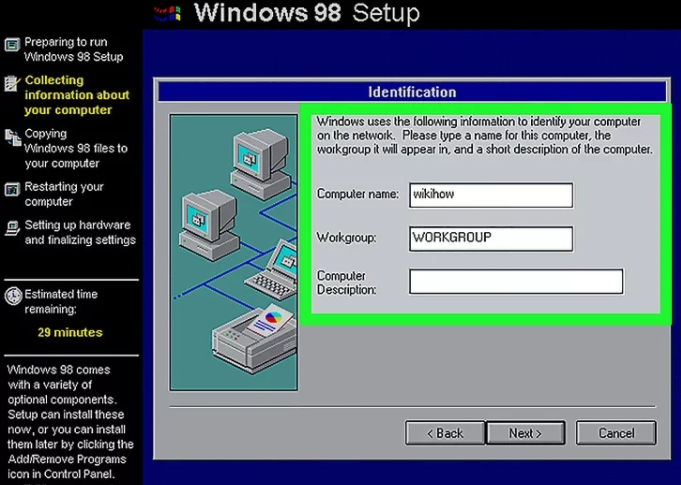 Windows 98 Setup
Preparing to run
Windows 98 Setup
Collecting
information about
your computer
Copying
Windows 98 files to
your computer
Restarting your
computer
Setting up hardware
and finalizing settings
Estimated time
remaining:
29 minutes
Windows 98 comes
with a variety of
optional components.
Setup can install these
now, or you can install
them later by clicking the
Add/Remove Programs
icon in Control Panel.
Identification
Windows uses the following information to identify your computer
on the network. Please type a name for this computer, the
workgroup it will appear in, and a short description of the computer.
Computer name: wikihow
Workgroup: WORKGROUP
Computer
Description:
< Back Next > Cancel